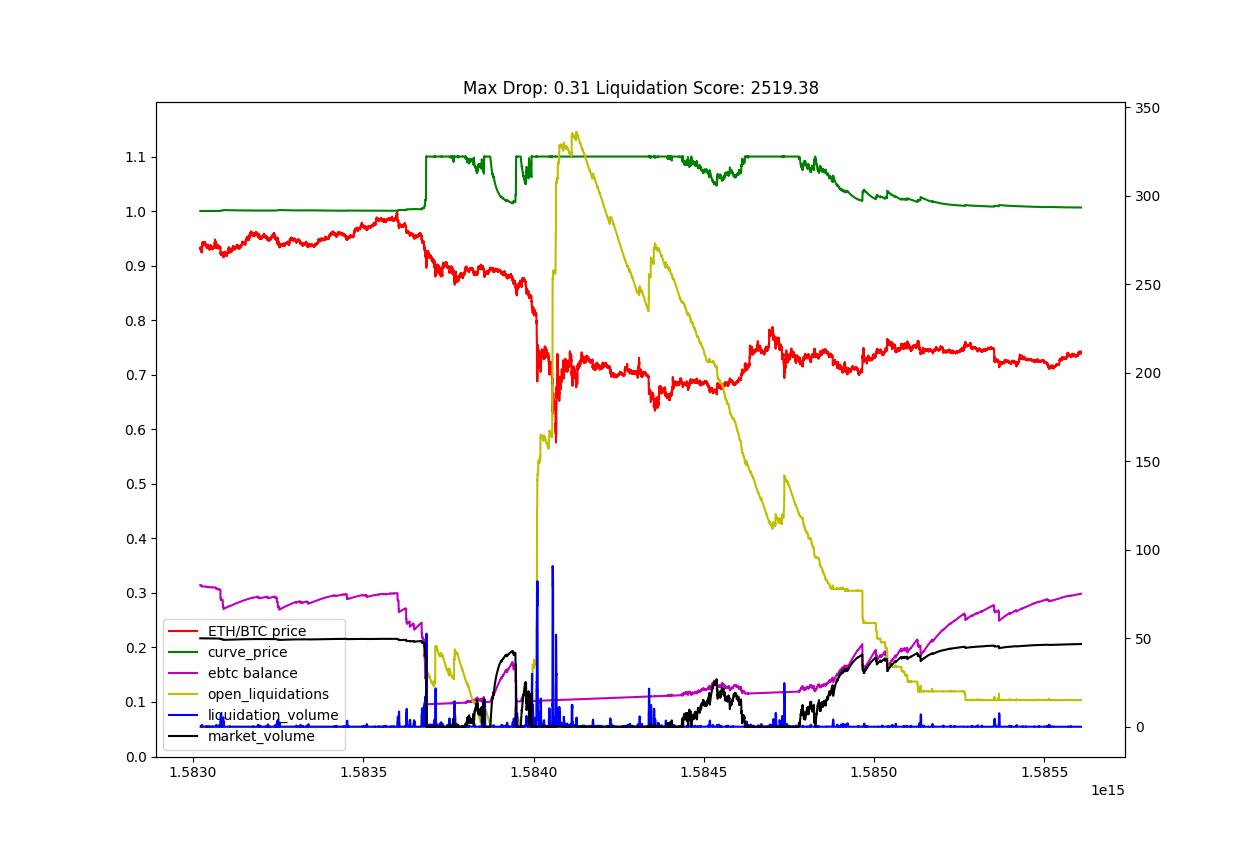 Max Drop: 0.31 Liquidation Score: 2519.38
350
1.1
300
1.0
0.9
250
0.8
200
0.7
0.6
150
0.5
0.4
100
0.3
ETH/BTC price
50
curve_price
0.2
ebtc balance
open_liquidations
0.1
liquidation_volume
0
market_volume
0.0
1.5830 1.5835 1.5840 1.5845 1.5850 1.5855
1e15